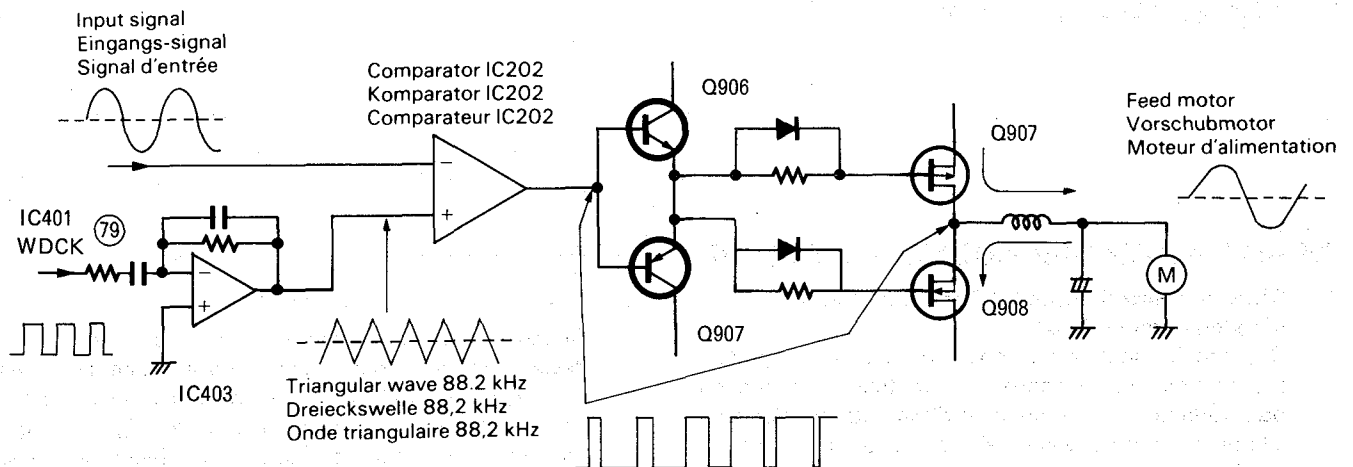 Input signal
Eingangs-signal
Signal d'entrée
Comparator IC202
Komparator IC202
Comparateur IC202
Q906
Q907
Feed motor
Vorschubmotor
Moteur d'alimentation
−
+
IC401
WDCK
79
−
+
IC403
Triangular wave 88.2 kHz
Dreieckswelle 88,2 kHz
Onde triangulaire 88,2 kHz
Q907
Q908
M